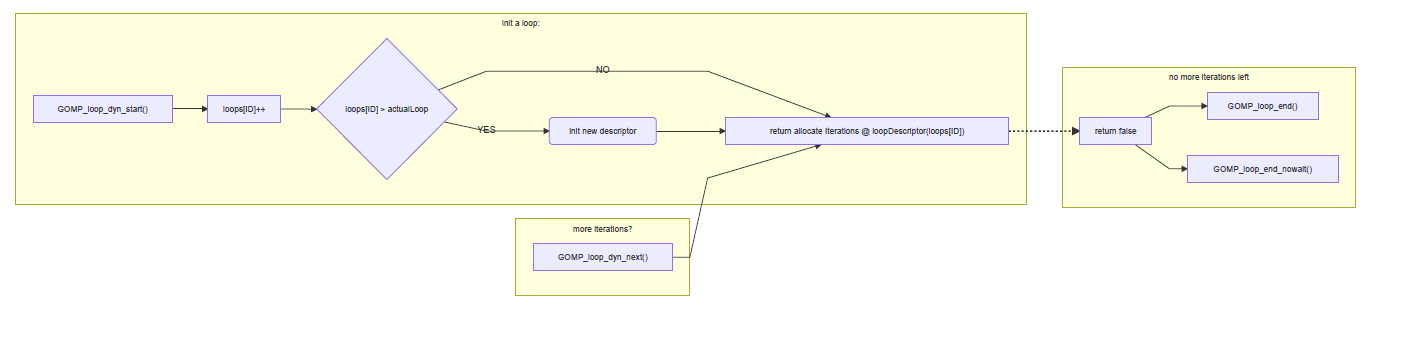 Init a loop:
GOMP_loop_dyn_start()
loops[ID]++
loops[ID] > actualLoop
NO
YES
Init new descriptor
return allocate iterations @ loopDescriptor(loops[ID])
more iterations?
GOMP_loop_dyn_next()
no more iterations left
return false
GOMP_loop_end()
GOMP_loop_end_nowait()